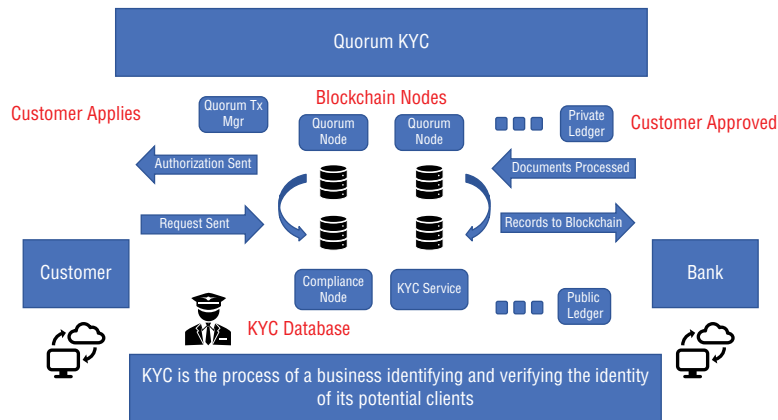 Quorum KYC
Customer Applies
Quorum Tx
Mgr
Blockchain Nodes
Quorum
Node
Quorum
Node
Private
Ledger
Customer Approved
Authorization Sent
Documents Processed
Request Sent
Records to Blockchain
Customer
Bank
Compliance
Node
KYC Service
Public
Ledger
KYC Database
KYC is the process of a business identifying and verifying the identity
of its potential clients